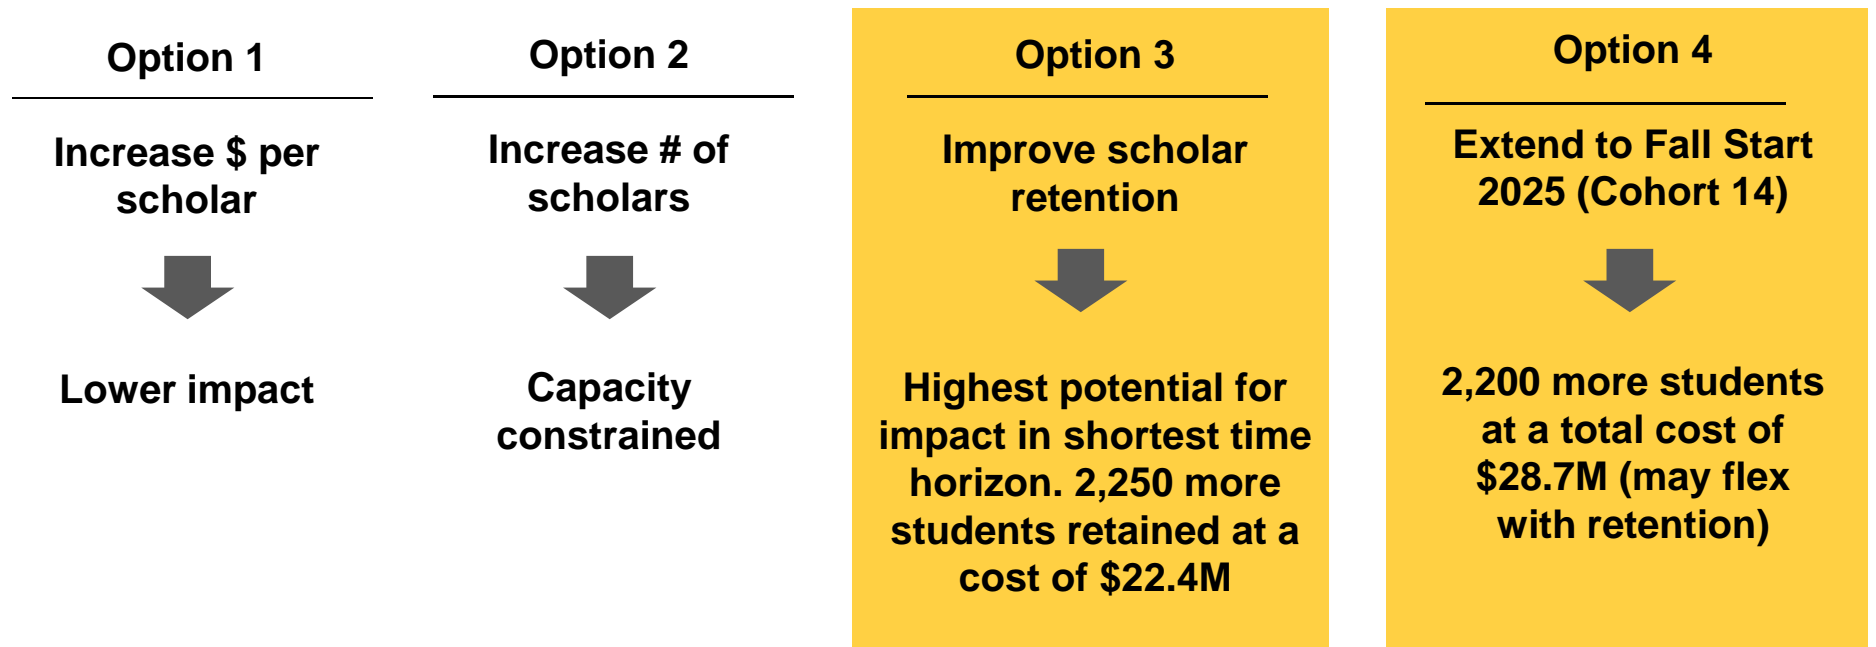 Option 1
Increase $ per
scholar
Lower impact
Option 2
Increase # of
scholars
Capacity
constrained
Option 3
Improve scholar
retention
Highest potential for
impact in shortest time
horizon. 2,250 more
students retained at a
cost of $22.4M
Option 4
Extend to Fall Start
2025 (Cohort 14)
2,200 more students
at a total cost of
$28.7M (may flex
with retention)